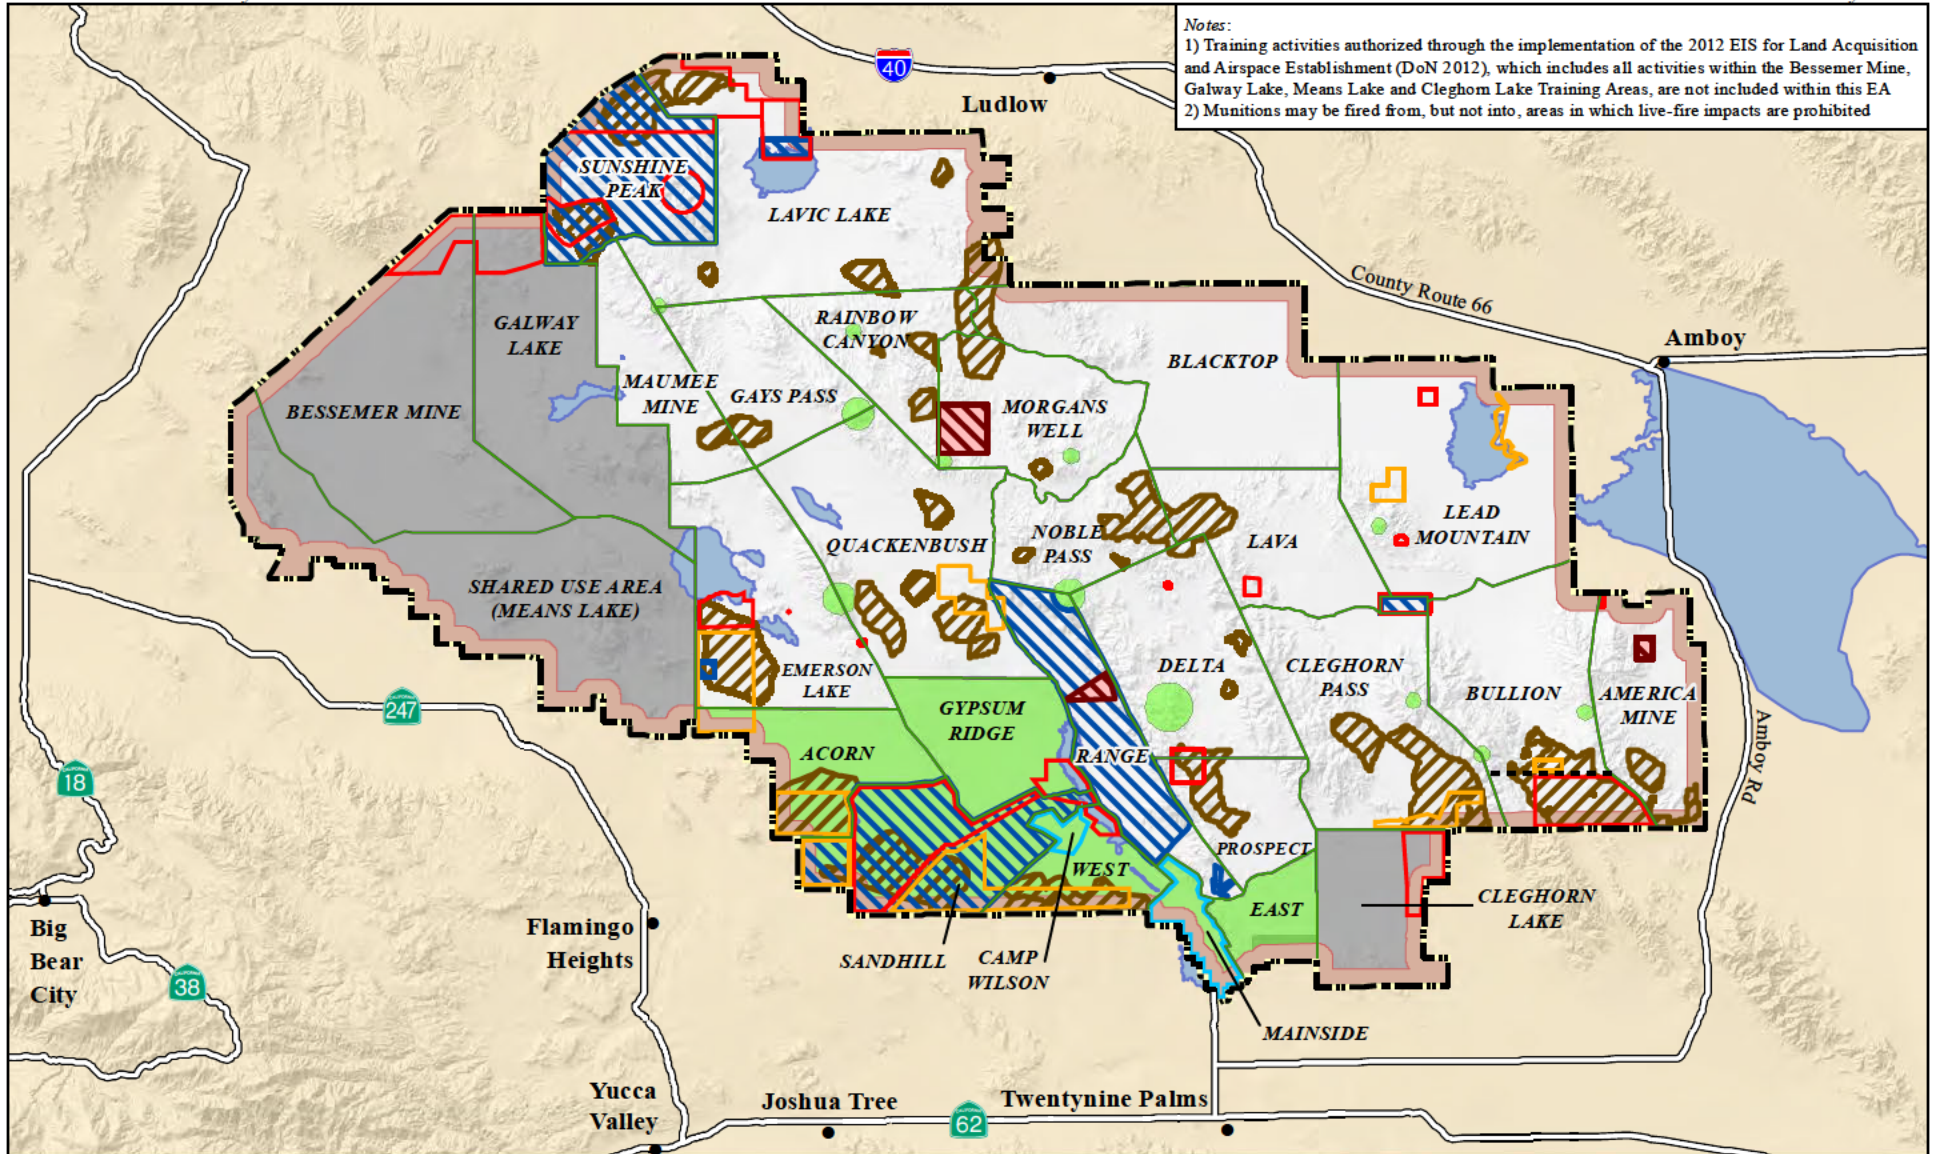 Notes:
1) Training activities authorized through the implementation of the 2012 EIS for Land Acquisition
and Airspace Establishment (DoN 2012), which includes all activities within the Bessemer Mine,
Galway Lake, Means Lake and Cleghorn Lake Training Areas, are not included within this EA
2) Munitions may be fired from, but not into, areas in which live-fire impacts are prohibited
40
Ludlow
SUNSHINE
PEAK
LAVIC LAKE
County Route 66
Amboy
GALWAY
LAKE
RAINBOW
CANYON
BLACKTOP
BESSEMER MINE
MAUMEE
MINE
GAYS PASS
MORGANS
WELL
LEAD
MOUNTAIN
QUACKENBUSH
NOBLE
PASS
LAVA
SHARED USE AREA
(MEANS LAKE)
EMERSON
LAKE
DELTA
CLEGHORN
PASS
BULLION
AMERICA
MINE
CALIFORNIA
247
GYPSUM
RIDGE
ACORN
RANGE
Amboy Rd
CALIFORNIA
18
PROSPECT
WEST
EAST
CLEGHORN
LAKE
Big
Bear
City
Flamingo
Heights
SANDHILL
CAMP
WILSON
CALIFORNIA
38
MAINSIDE
Yucca
Valley
Joshua Tree
CALIFORNIA
62
Twentynine Palms